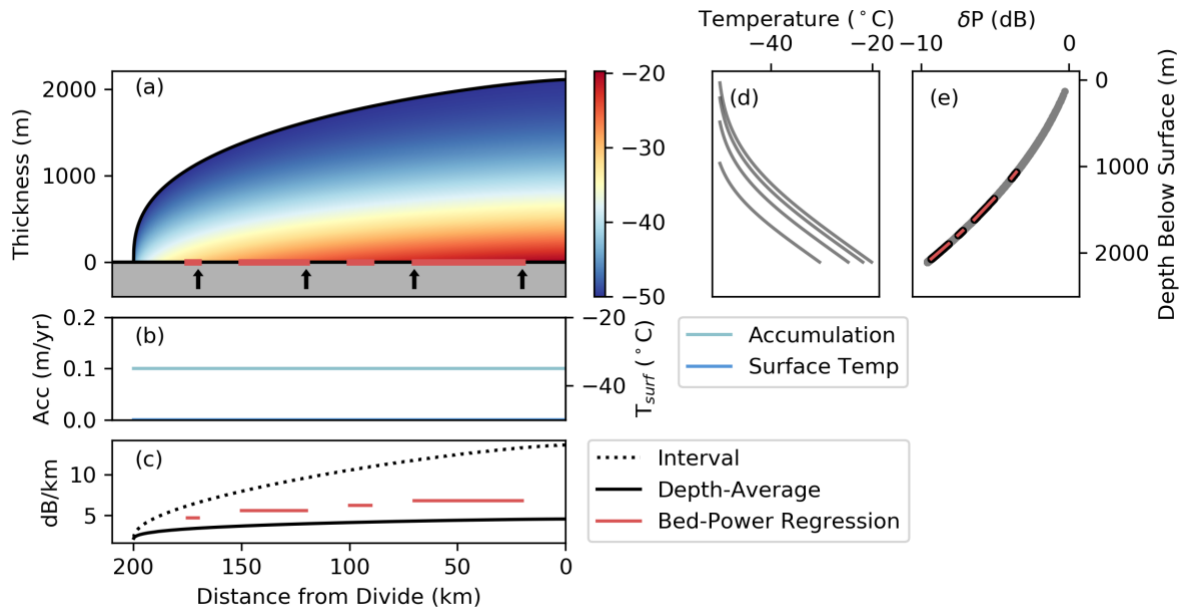 Temperature (°C)
δP (dB)
−40
−20
−10
0
(a)
(d)
(e)
Thickness (m)
2000
1000
0
−20
−30
−40
−50
0
1000
2000
Depth Below Surface (m)
(b)
Acc (m/yr)
0.2
0.1
0.0
−20
−40
T_surf (°C)
Accumulation
Surface Temp
(c)
dB/km
10
5
Interval
Depth-Average
Bed-Power Regression
200
150
100
50
0
Distance from Divide (km)